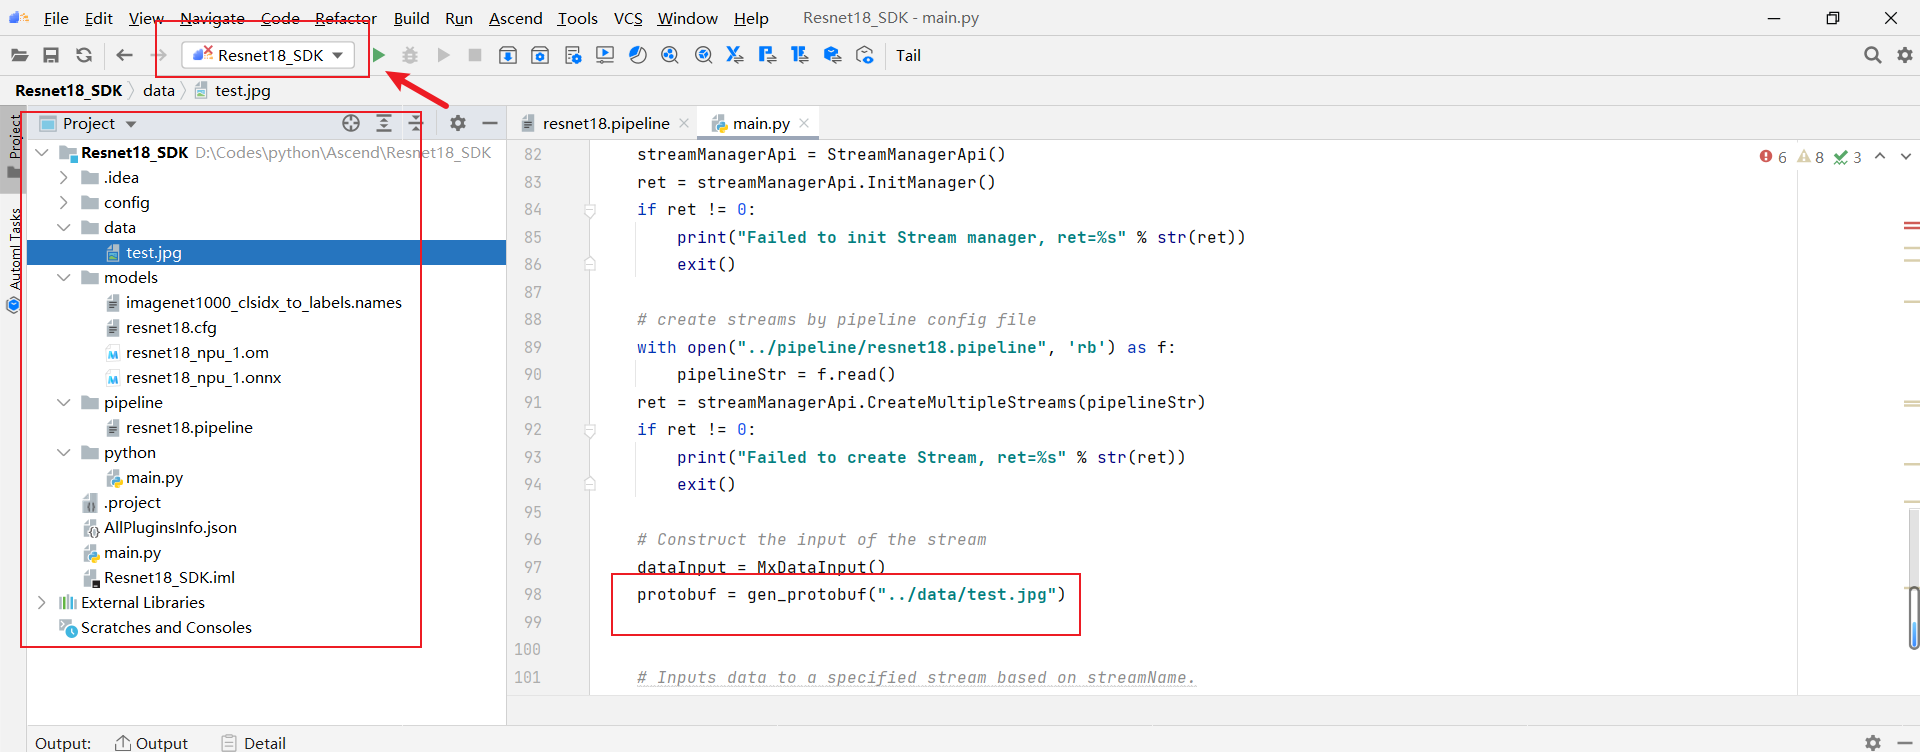 File Edit View Navigate Code Refactor Build Run Ascend Tools VCS Window Help Resnet18_SDK - main.py
Resnet18_SDK Tail
Resnet18_SDK data test.jpg
Project
Automl Tasks
Project
Resnet18_SDK D:\Codes\python\Ascend\Resnet18_SDK
.idea
config
data
test.jpg
models
imagenet1000_clsidx_to_labels.names
resnet18.cfg
resnet18_npu_1.om
resnet18_npu_1.onnx
pipeline
resnet18.pipeline
python
main.py
.project
AllPluginsInfo.json
main.py
Resnet18_SDK.iml
External Libraries
Scratches and Consoles
resnet18.pipeline main.py
6 8 3
82 streamManagerApi = StreamManagerApi()
83 ret = streamManagerApi.InitManager()
84 if ret != 0:
85 print("Failed to init Stream manager, ret=%s" % str(ret))
86 exit()
87
88 # create streams by pipeline config file
89 with open("../pipeline/resnet18.pipeline", 'rb') as f:
90 pipelineStr = f.read()
91 ret = streamManagerApi.CreateMultipleStreams(pipelineStr)
92 if ret != 0:
93 print("Failed to create Stream, ret=%s" % str(ret))
94 exit()
95
96 # Construct the input of the stream
97 dataInput = MxDataInput()
98 protobuf = gen_protobuf("../data/test.jpg")
99
100
101 # Inputs data to a specified stream based on streamName.
Output: Output Detail